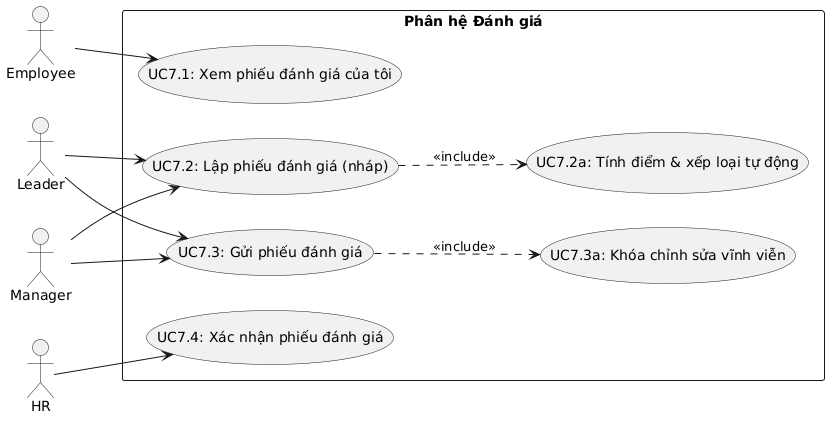 Phân hệ Đánh giá
Employee
UC7.1: Xem phiếu đánh giá của tôi
Leader
UC7.2: Lập phiếu đánh giá (nháp)
«include»
UC7.2a: Tính điểm & xếp loại tự động
Manager
UC7.3: Gửi phiếu đánh giá
«include»
UC7.3a: Khóa chỉnh sửa vĩnh viễn
HR
UC7.4: Xác nhận phiếu đánh giá